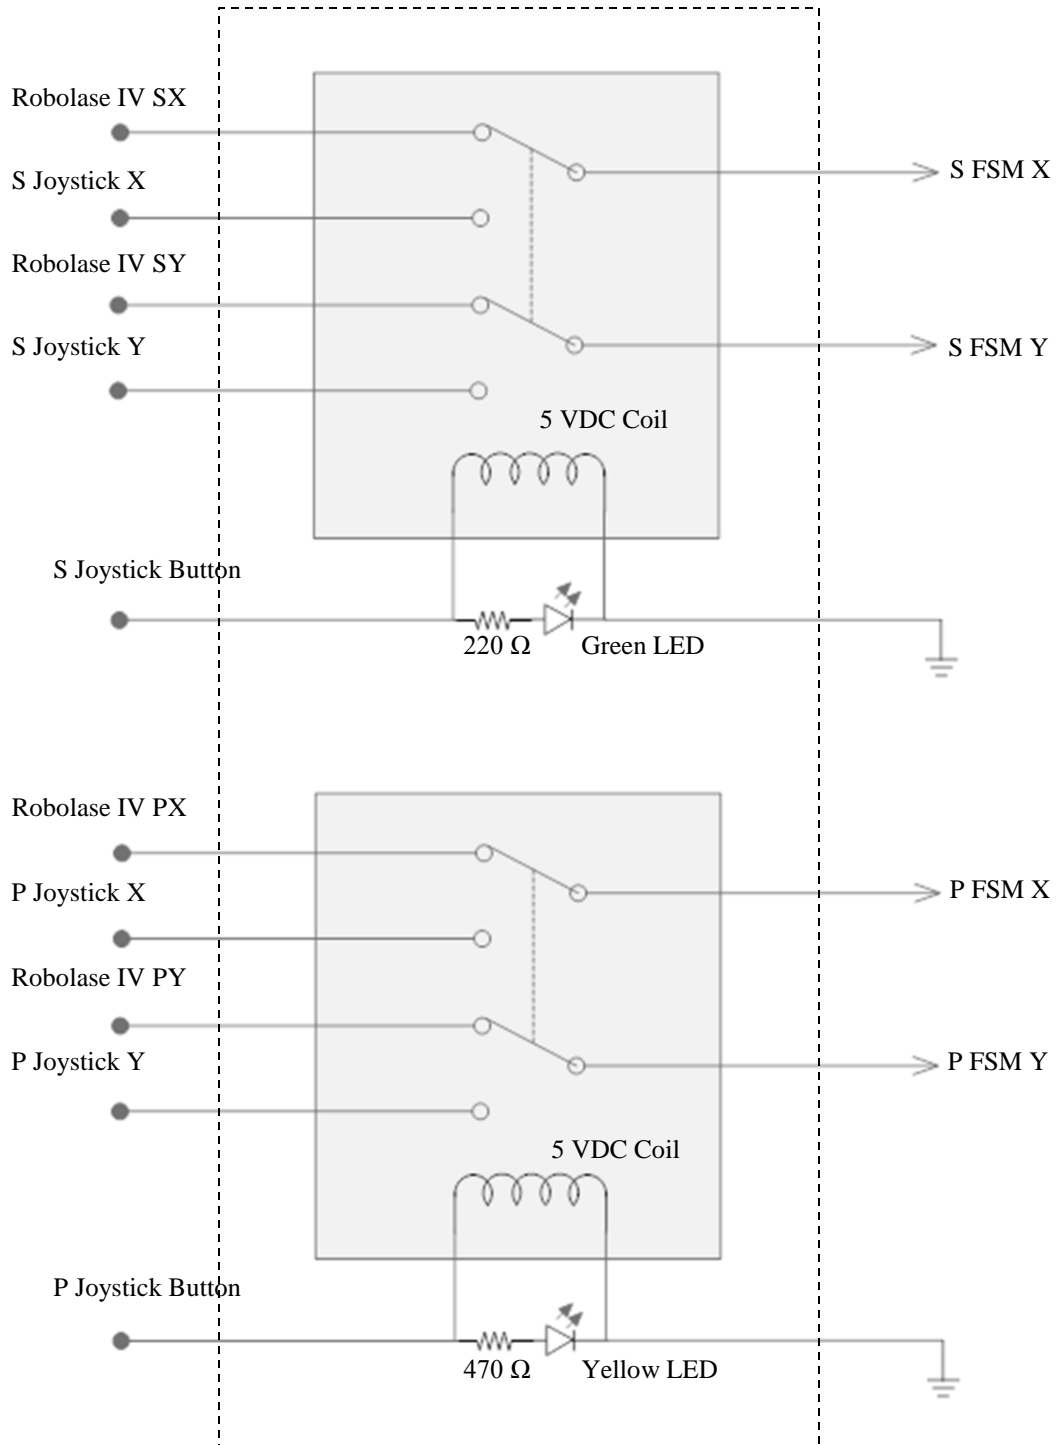 Robolase IV SX
S FSM X
S Joystick X
Robolase IV SY
S Joystick Y
S FSM Y
5 VDC Coil
S Joystick Button
220 Ω
Green LED
Robolase IV PX
P FSM X
P Joystick X
Robolase IV PY
P Joystick Y
P FSM Y
5 VDC Coil
P Joystick Button
470 Ω
Yellow LED